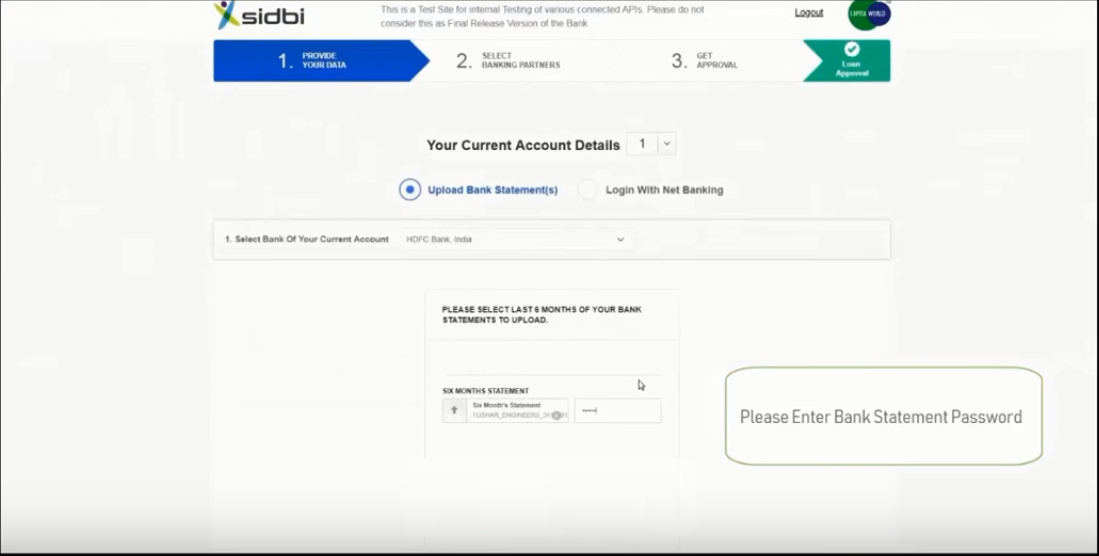 sidbi
This is a Test Site for internal Testing of various connected APIs. Please do not
consider this as Final Release Version of the Bank
Logout
CAPITA WORLD
1. PROVIDE
YOUR DATA
2. SELECT
BANKING PARTNERS
3. GET
APPROVAL
Loan
Approval
Your Current Account Details 1
Upload Bank Statement(s) Login With Net Banking
1. Select Bank Of Your Current Account HDFC Bank, India
PLEASE SELECT LAST 6 MONTHS OF YOUR BANK
STATEMENTS TO UPLOAD.
SIX MONTHS STATEMENT
Six Month's Statement
TUSHAR_ENGINEERS_
Please Enter Bank Statement Password